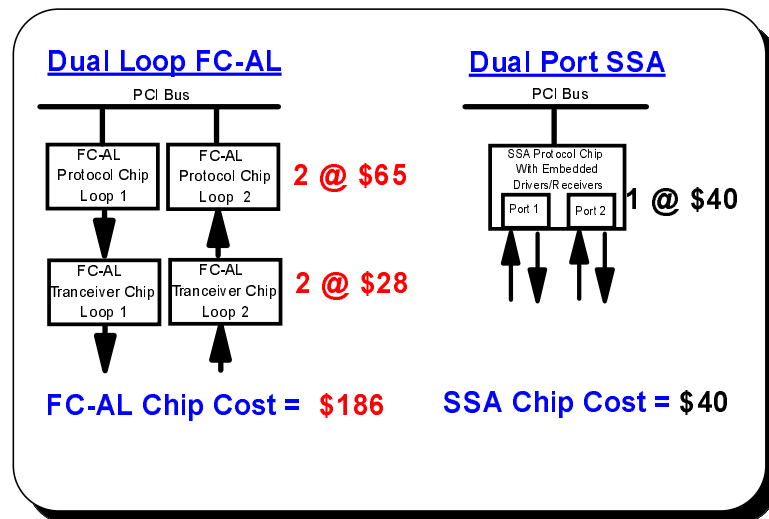 Dual Loop FC-AL
PCI Bus
FC-AL
Protocol Chip
Loop 1
FC-AL
Protocol Chip
Loop 2
2 @ $65
FC-AL
Tranceiver Chip
Loop 1
FC-AL
Tranceiver Chip
Loop 2
2 @ $28
FC-AL Chip Cost = $186
Dual Port SSA
PCI Bus
SSA Protocol Chip
With Embedded
Drivers/Receivers
Port 1
Port 2
1 @ $40
SSA Chip Cost = $40